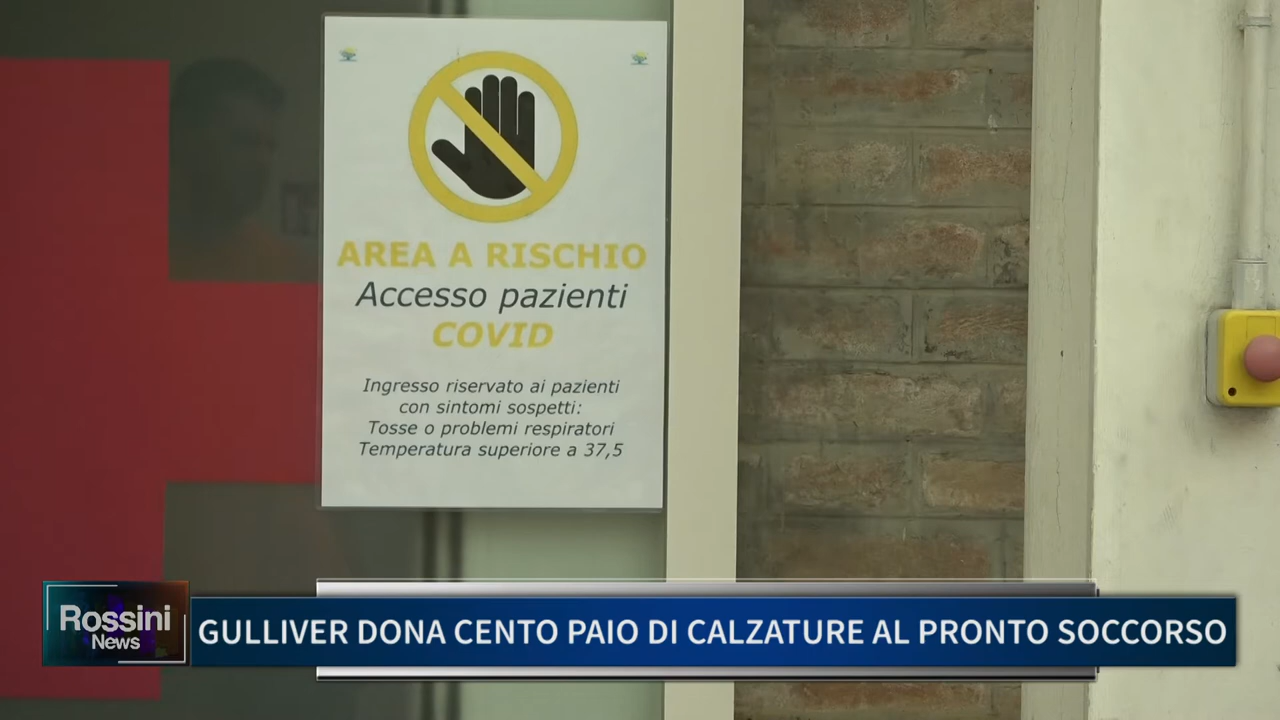 AREA A RISCHIO
Accesso pazienti
COVID
Ingresso riservato ai pazienti
con sintomi sospetti:
Tosse o problemi respiratori
Temperatura superiore a 37,5
Rossini
News
GULLIVER DONA CENTO PAIO DI CALZATURE AL PRONTO SOCCORSO